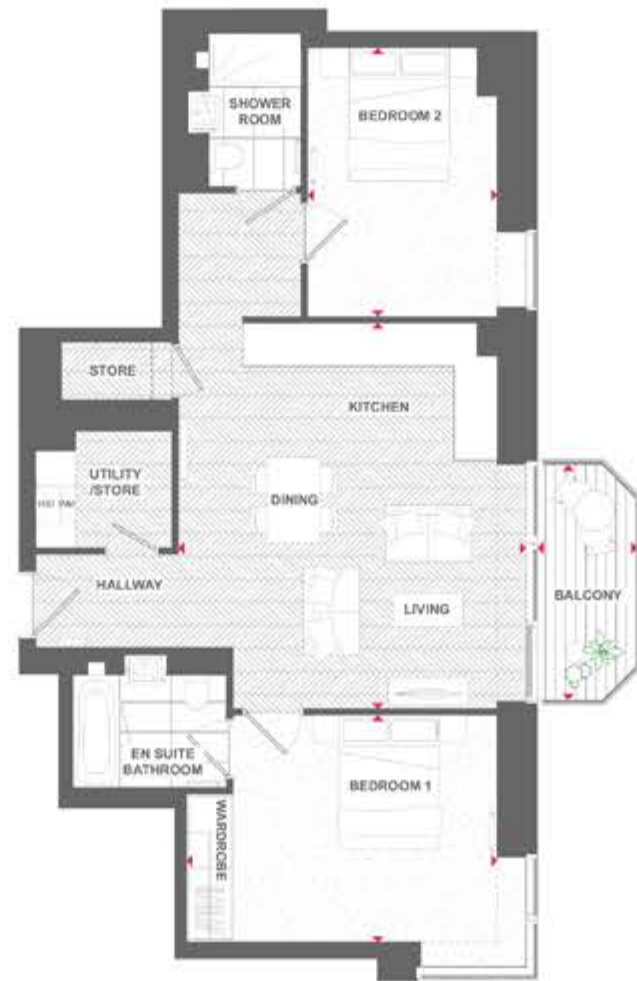 SHOWER
ROOM
BEDROOM 2
STORE
KITCHEN
UTILITY
/STORE
DINING
HALLWAY
LIVING
BALCONY
EN SUITE
BATHROOM
WARDROBE
BEDROOM 1